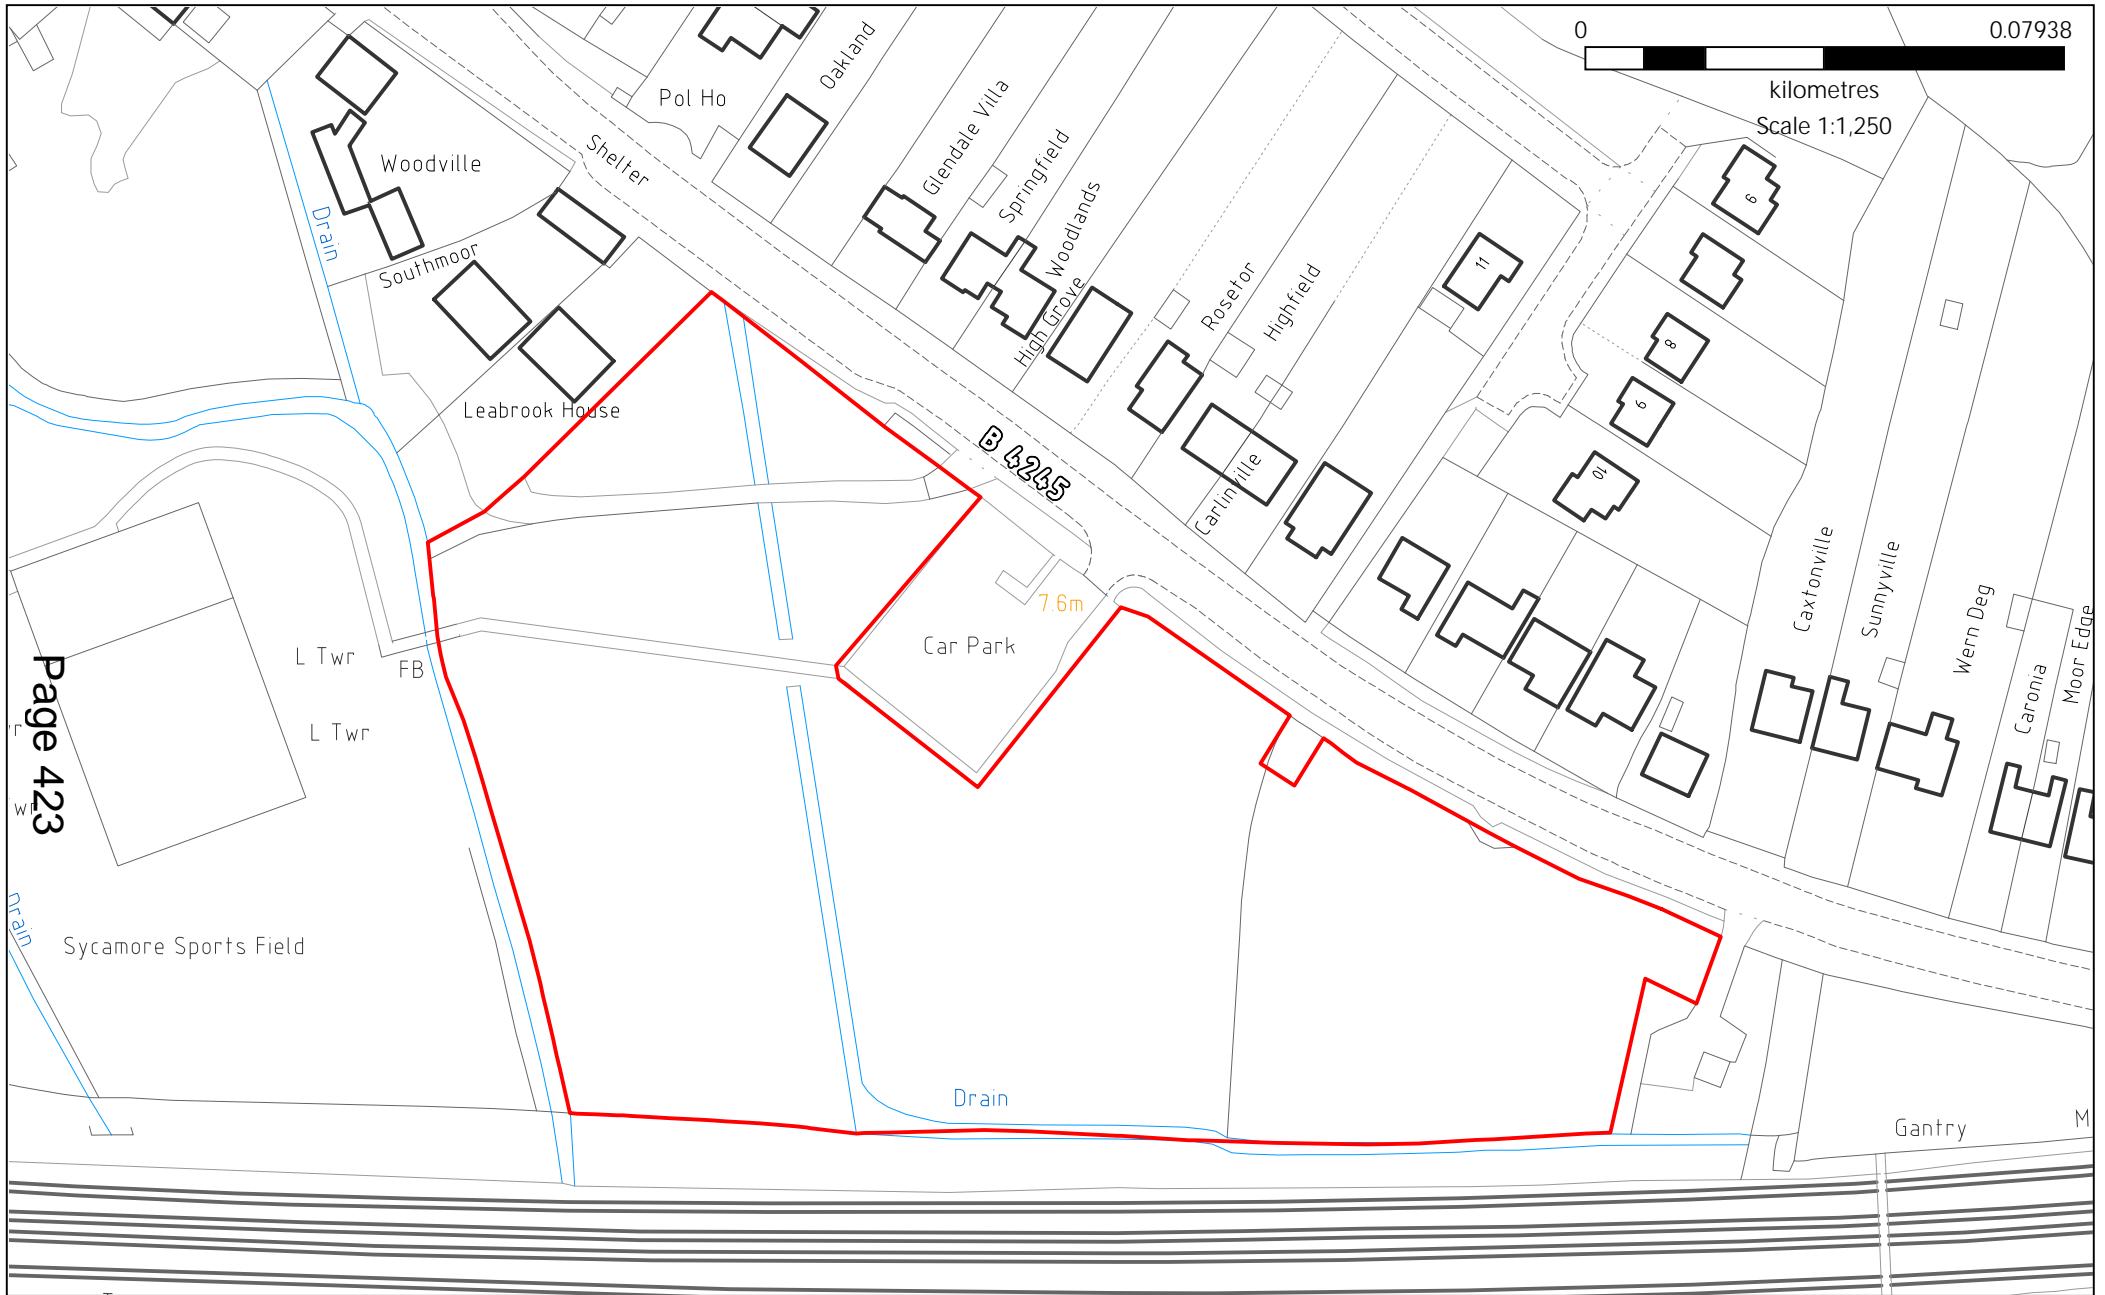 0 0.07938
kilometres
Scale 1:1,250
Oakland
Pol Ho
Glendale Villa
Shelter
Springfield
Woodville
Woodlands
Drain
Southmoor
High Grove
Rosetor
Highfield
11
9
8
6
10
Leabrook House
B 4245
Carlinville
Caxtonville
Sunnyville
Wern Deg
Caronia
Moor Edge
7.6m
Car Park
L Twr
FB
L Twr
Page 423
Drain
Sycamore Sports Field
Drain
Gantry
M